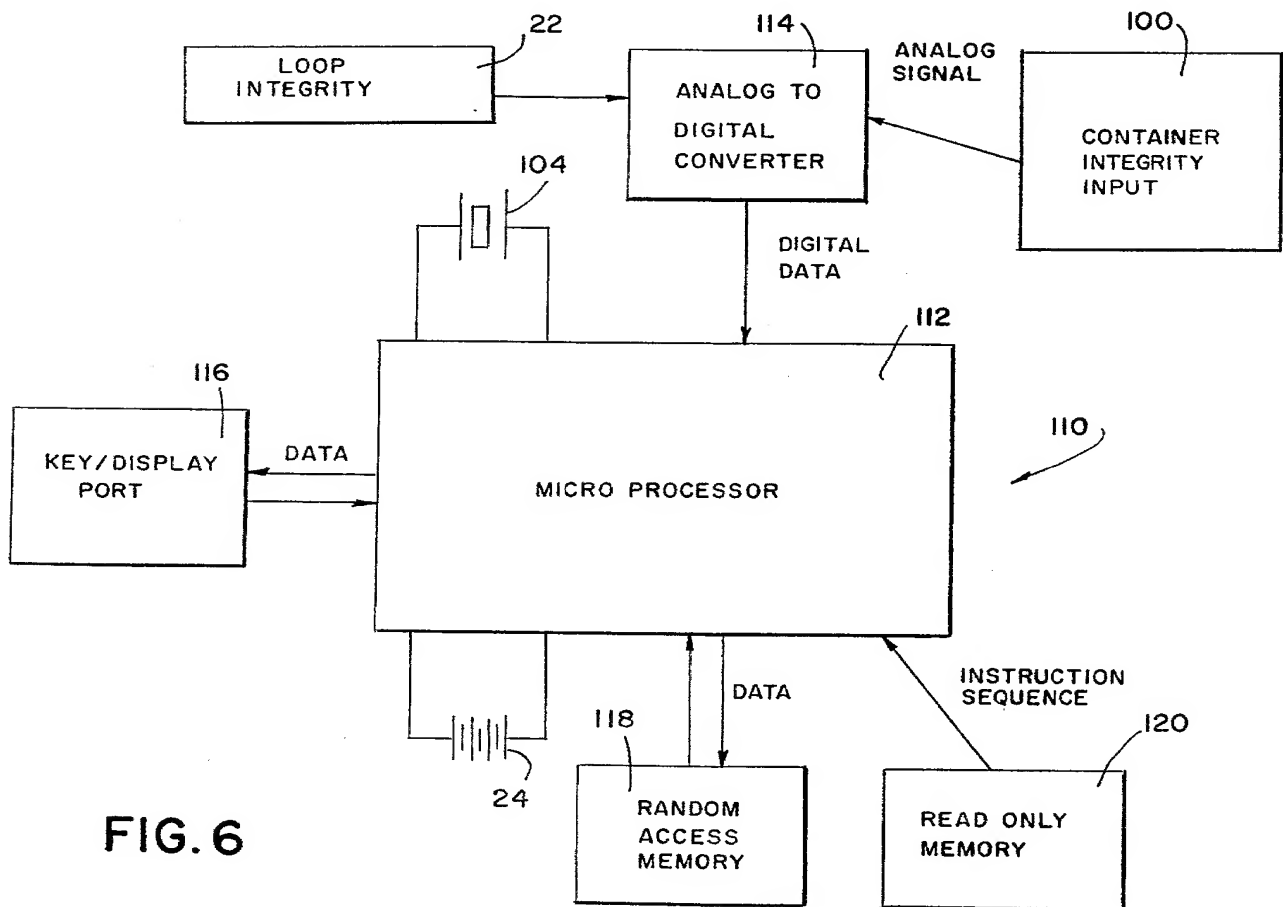 22
LOOP
INTEGRITY
114
ANALOG TO
DIGITAL
CONVERTER
ANALOG
SIGNAL
100
CONTAINER
INTEGRITY
INPUT
104
DIGITAL
DATA
112
116
KEY/DISPLAY
PORT
DATA
MICRO PROCESSOR
110
24
118
DATA
RANDOM
ACCESS
MEMORY
INSTRUCTION
SEQUENCE
120
READ ONLY
MEMORY
FIG. 6